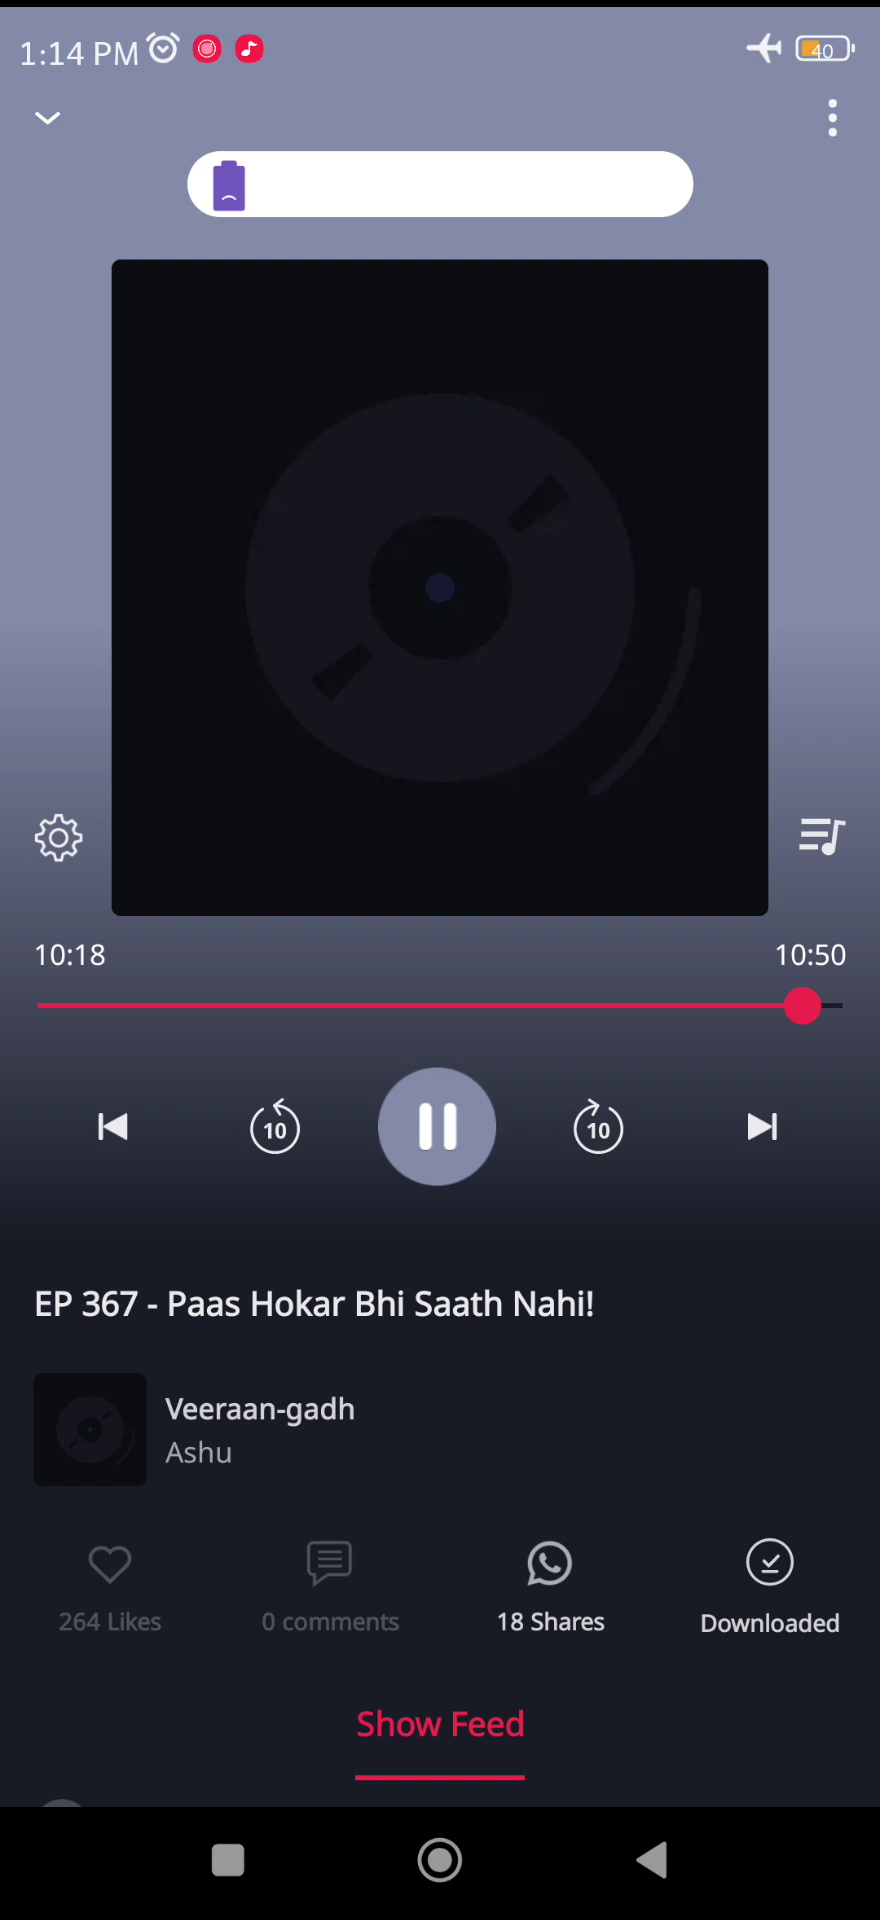 1:14 PM
40
10:18
10:50
10
10
EP 367 - Paas Hokar Bhi Saath Nahi!
Veeraan-gadh
Ashu
264 Likes
0 comments
18 Shares
Downloaded
Show Feed